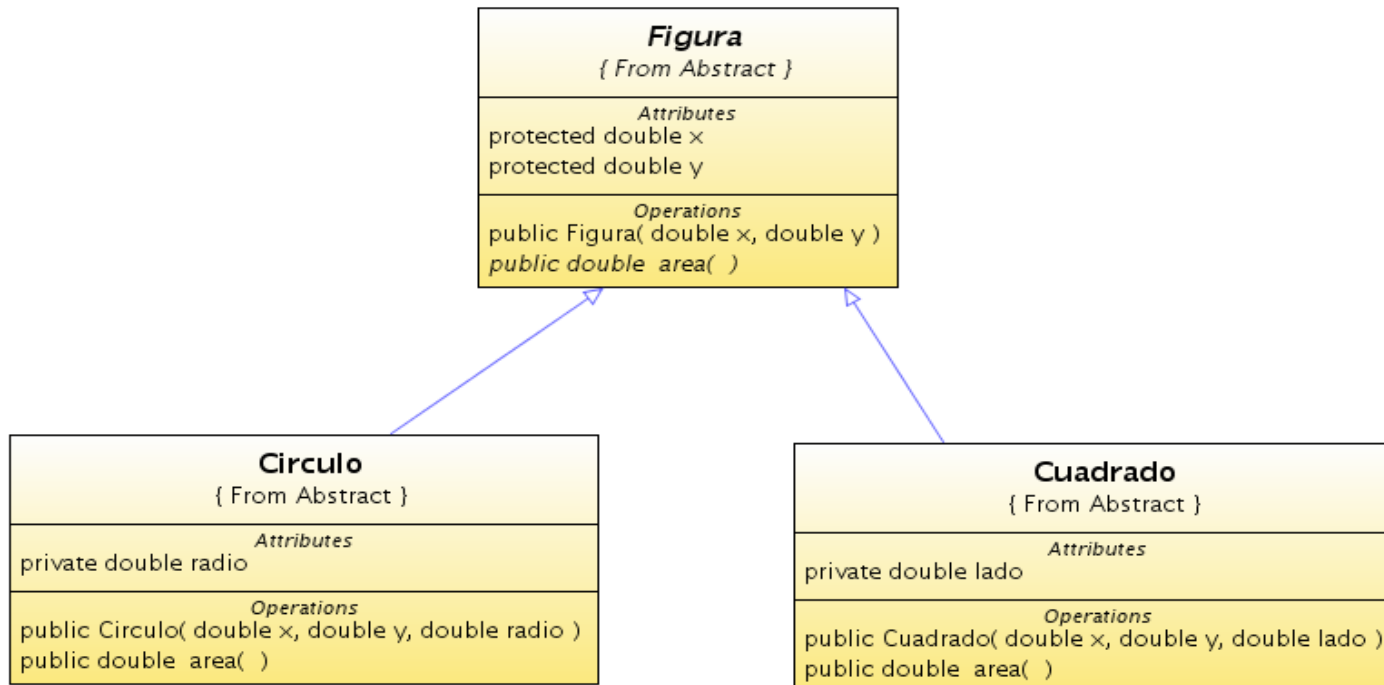 Figura
{ From Abstract }
Attributes
protected double x
protected double y
Operations
public Figura( double x, double y )
public double area( )
Circulo
{ From Abstract }
Attributes
private double radio
Operations
public Circulo( double x, double y, double radio )
public double area( )
Cuadrado
{ From Abstract }
Attributes
private double lado
Operations
public Cuadrado( double x, double y, double lado )
public double area( )